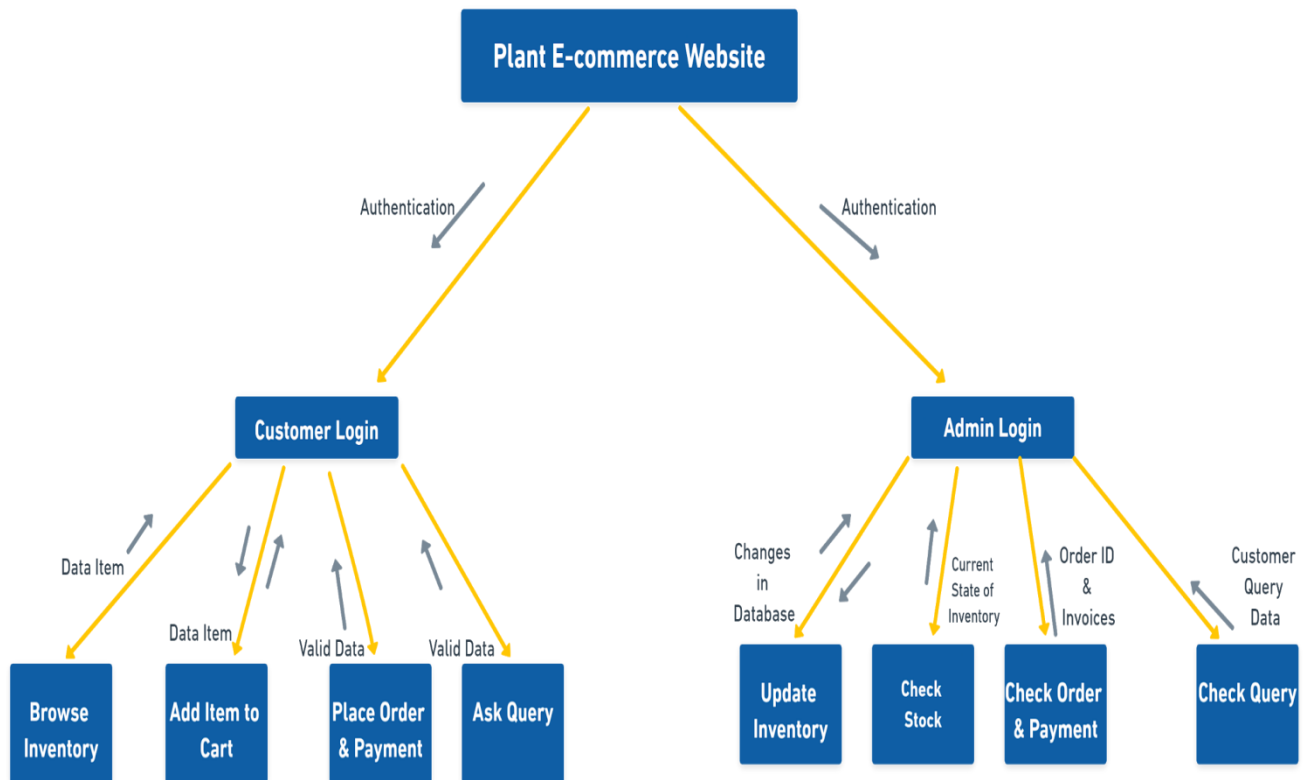 Plant E-commerce Website
Authentication
Authentication
Customer Login
Admin Login
Data Item
Data Item
Valid Data
Valid Data
Changes
in
Database
Current
State of
Inventory
Order ID
&
Invoices
Customer
Query
Data
Browse
Inventory
Add Item to
Cart
Place Order
& Payment
Ask Query
Update
Inventory
Check
Stock
Check Order
& Payment
Check Query